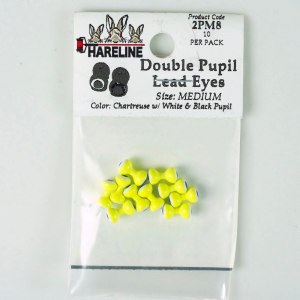 Product Code
2PM8
10
PER PACK
HARELINE
Double Pupil
Lead Eyes
Size: MEDIUM
Color: Chartreuse w/ White & Black Pupil